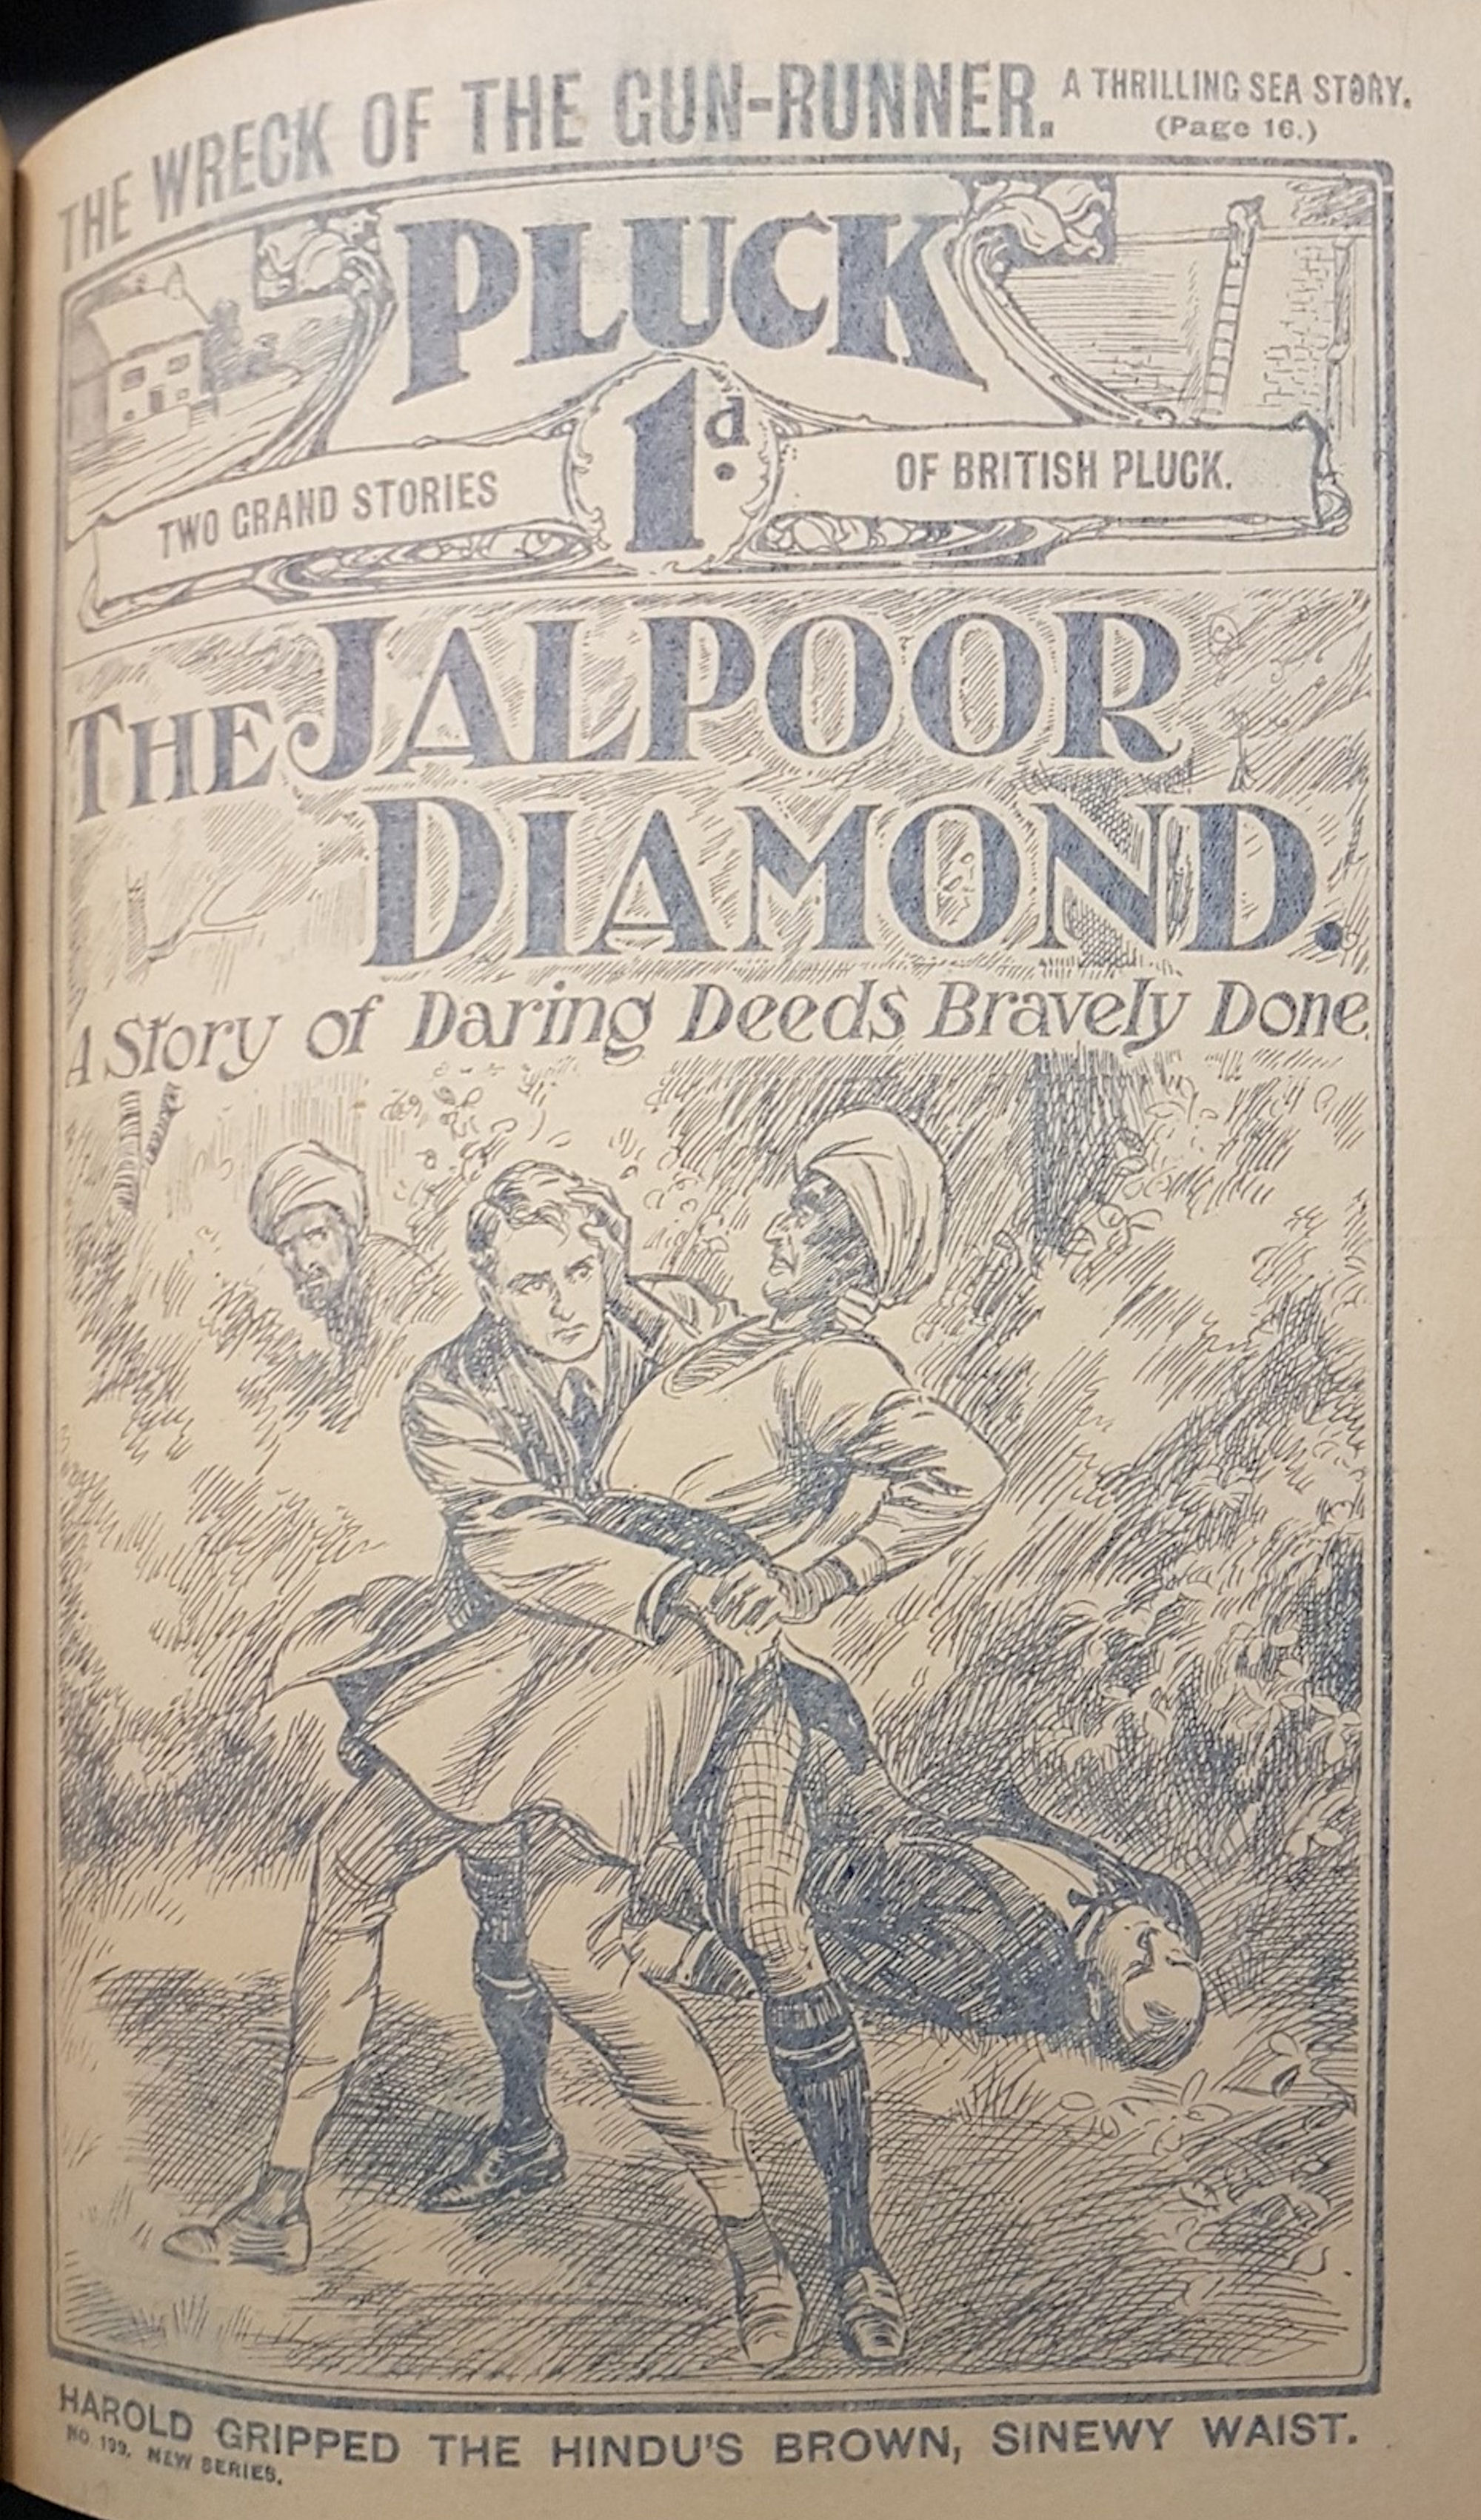 THE WRECK OF THE GUN-RUNNER. A THRILLING SEA STORY.
(Page 16.)
PLUCK
1d.
TWO GRAND STORIES OF BRITISH PLUCK.
THE JALPOOR
DIAMOND.
A Story of Daring Deeds Bravely Done
HAROLD GRIPPED THE HINDU'S BROWN, SINEWY WAIST.
NO. 199. NEW SERIES.